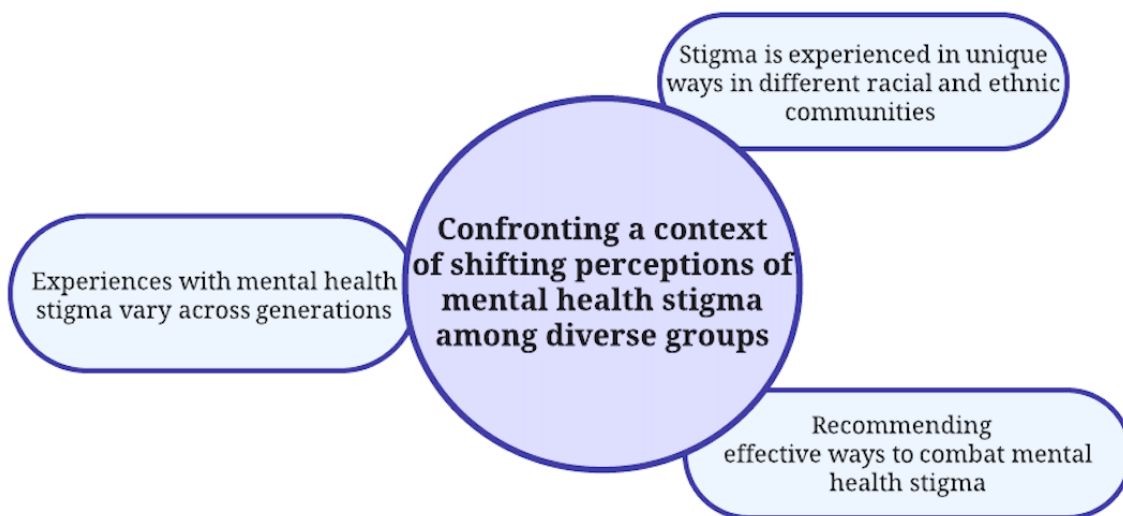 Stigma is experienced in unique
ways in different racial and ethnic
communities
Confronting a context
of shifting perceptions of
mental health stigma
among diverse groups
Experiences with mental health
stigma vary across generations
Recommending
effective ways to combat mental
health stigma